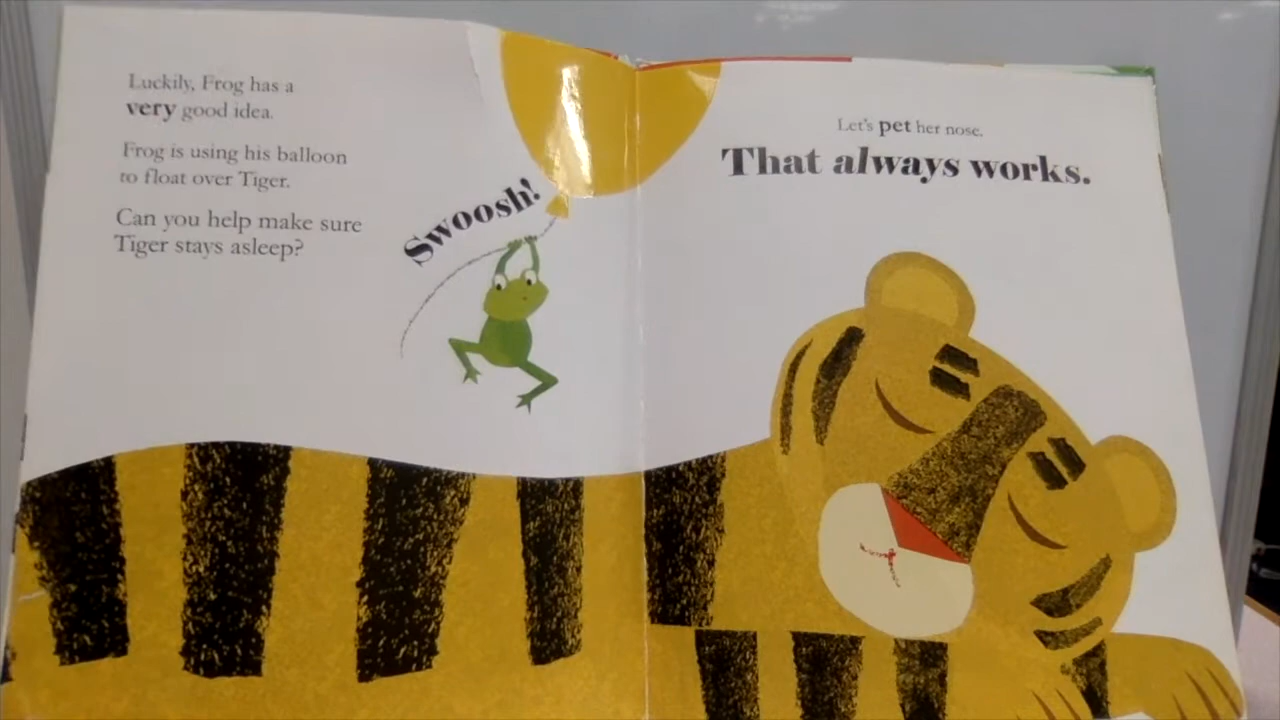 Luckily, Frog has a
very good idea.
Frog is using his balloon
to float over Tiger.
Can you help make sure
Tiger stays asleep?
Swoosh!
Let's pet her nose.
That always works.